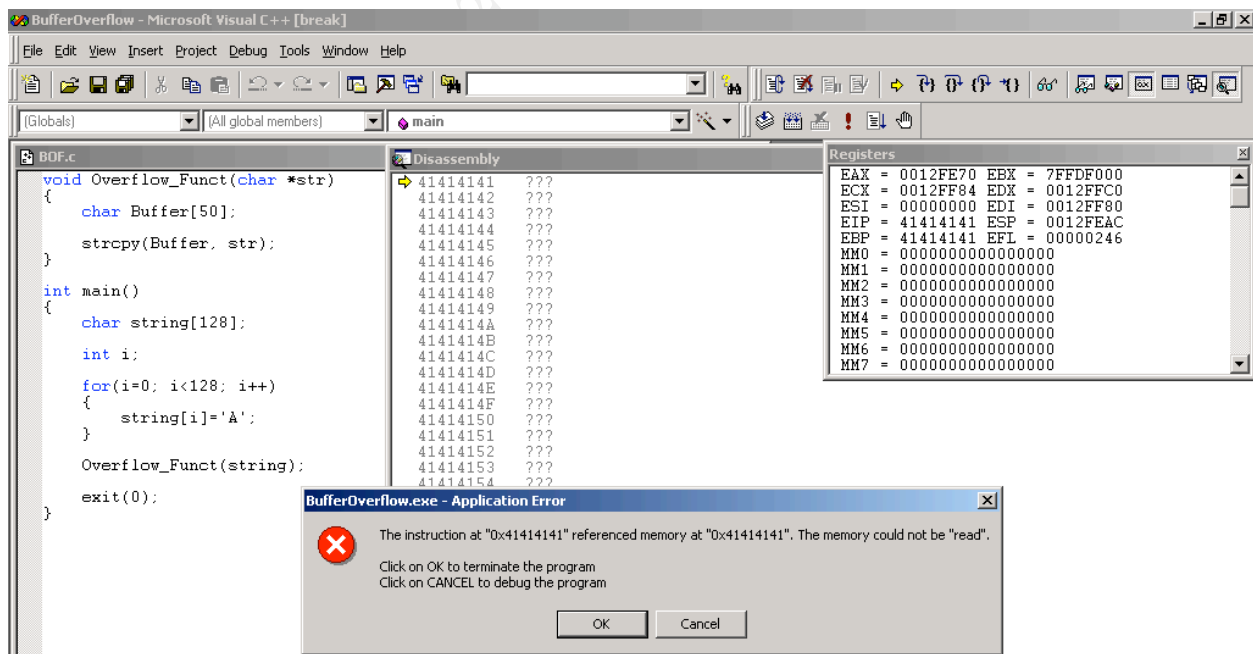 BufferOverflow - Microsoft Visual C++ [break]
File Edit View Insert Project Debug Tools Window Help
(Globals) (All global members) main
BOF.c
void Overflow_Funct(char *str)
{
char Buffer[50];
strcpy(Buffer, str);
}
int main()
{
char string[128];
int i;
for(i=0; i<128; i++)
{
string[i]='A';
}
Overflow_Funct(string);
exit(0);
}
Disassembly
41414141 ???
41414142 ???
41414143 ???
41414144 ???
41414145 ???
41414146 ???
41414147 ???
41414148 ???
41414149 ???
4141414A ???
4141414B ???
4141414C ???
4141414D ???
4141414E ???
4141414F ???
41414150 ???
41414151 ???
41414152 ???
41414153 ???
41414154 ???
Registers
EAX = 0012FE70 EBX = 7FFDF000
ECX = 0012FF84 EDX = 0012FFC0
ESI = 00000000 EDI = 0012FF80
EIP = 41414141 ESP = 0012FEAC
EBP = 41414141 EFL = 00000246
MM0 = 0000000000000000
MM1 = 0000000000000000
MM2 = 0000000000000000
MM3 = 0000000000000000
MM4 = 0000000000000000
MM5 = 0000000000000000
MM6 = 0000000000000000
MM7 = 0000000000000000
BufferOverflow.exe - Application Error
The instruction at "0x41414141" referenced memory at "0x41414141". The memory could not be "read".
Click on OK to terminate the program
Click on CANCEL to debug the program
OK Cancel